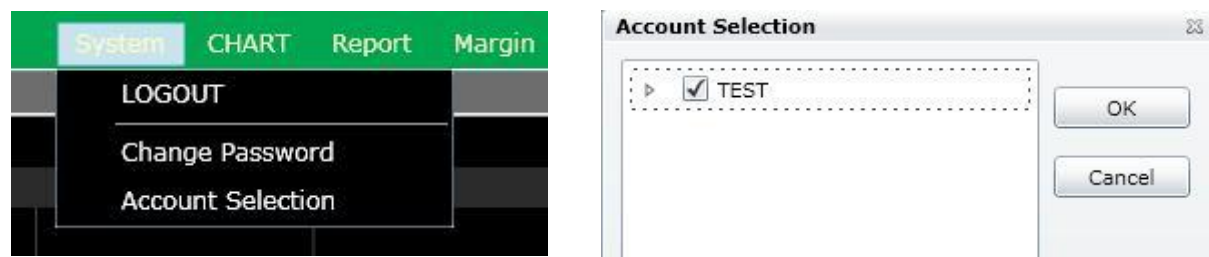 System CHART Report Margin
LOGOUT
Change Password
Account Selection
Account Selection
TEST
OK
Cancel